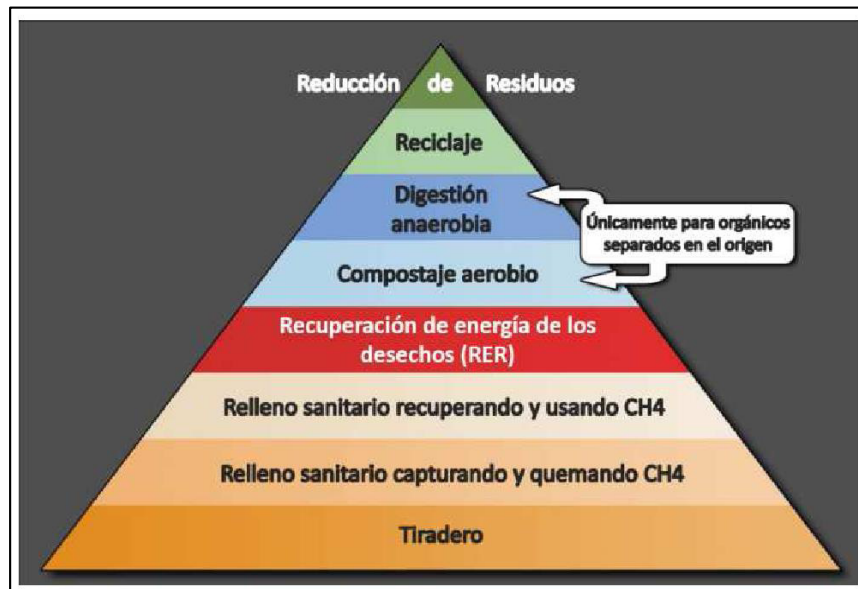 Reducción de Residuos
Reciclaje
Digestión
anaerobia
Únicamente para orgánicos
separados en el origen
Compostaje aerobio
Recuperación de energía de los
desechos (RER)
Relleno sanitario recuperando y usando CH4
Relleno sanitario capturando y quemando CH4
Tiradero